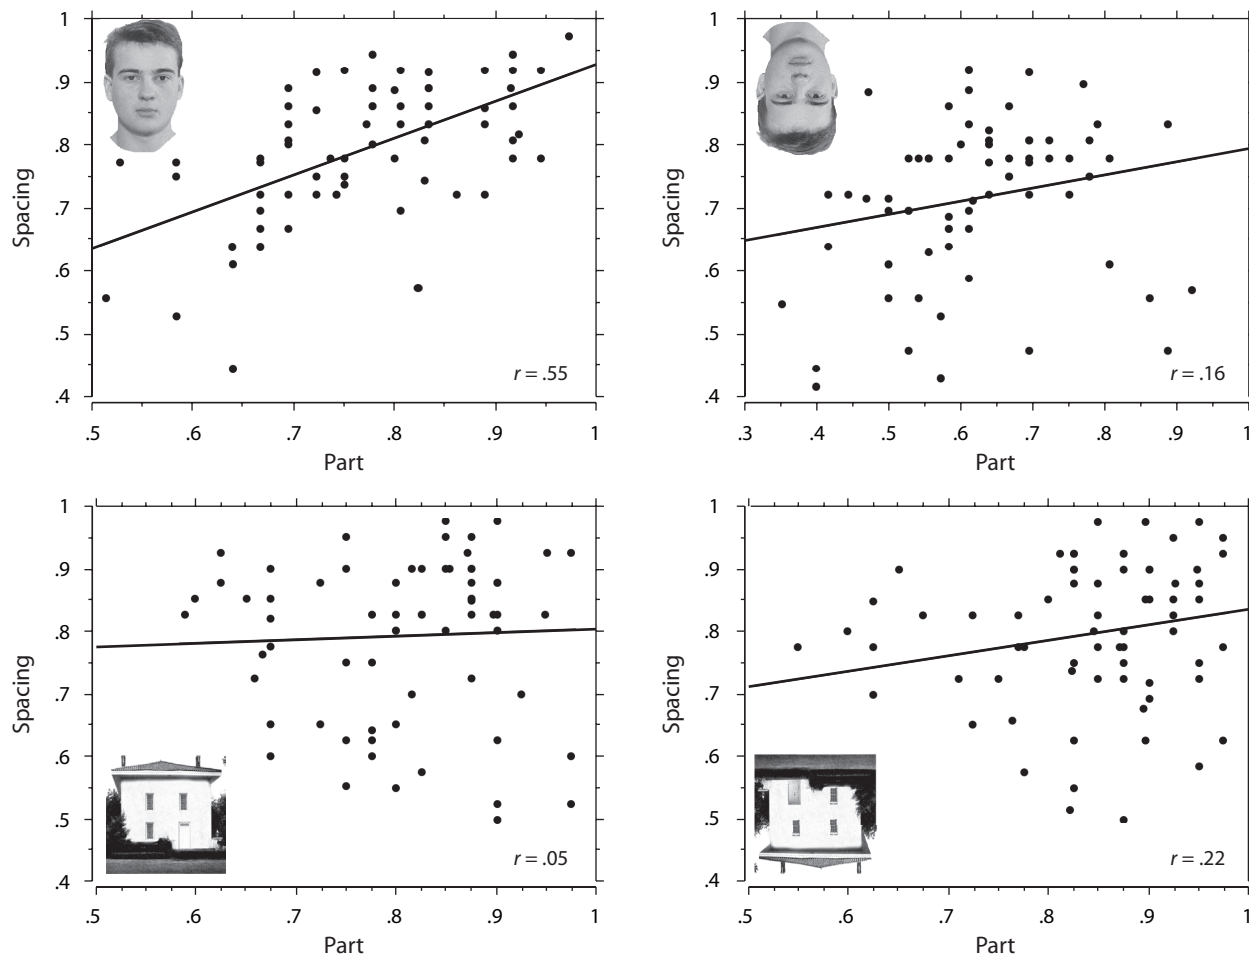 1
.9
.8
.7
.6
.5
.4
Spacing
r = .55
.5 .6 .7 .8 .9 1
Part
1
.9
.8
.7
.6
.5
.4
Spacing
r = .16
.3 .4 .5 .6 .7 .8 .9 1
Part
1
.9
.8
.7
.6
.5
.4
Spacing
r = .05
.5 .6 .7 .8 .9 1
Part
1
.9
.8
.7
.6
.5
.4
Spacing
r = .22
.5 .6 .7 .8 .9 1
Part